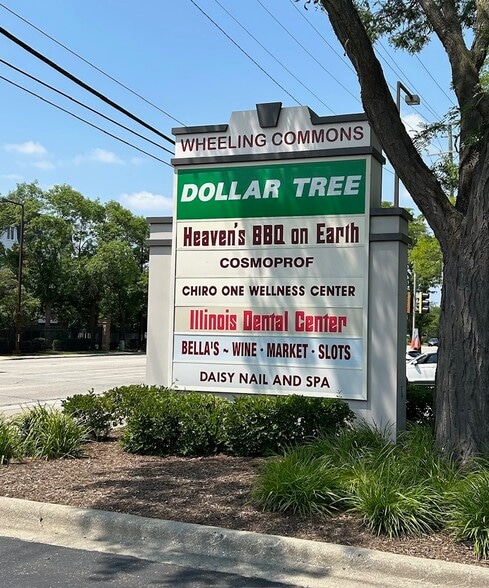 WHEELING COMMONS
DOLLAR TREE
Heaven's BBQ on Earth
COSMOPROF
CHIRO ONE WELLNESS CENTER
Illinois Dental Center
BELLA'S ~ WINE · MARKET · SLOTS
DAISY NAIL AND SPA